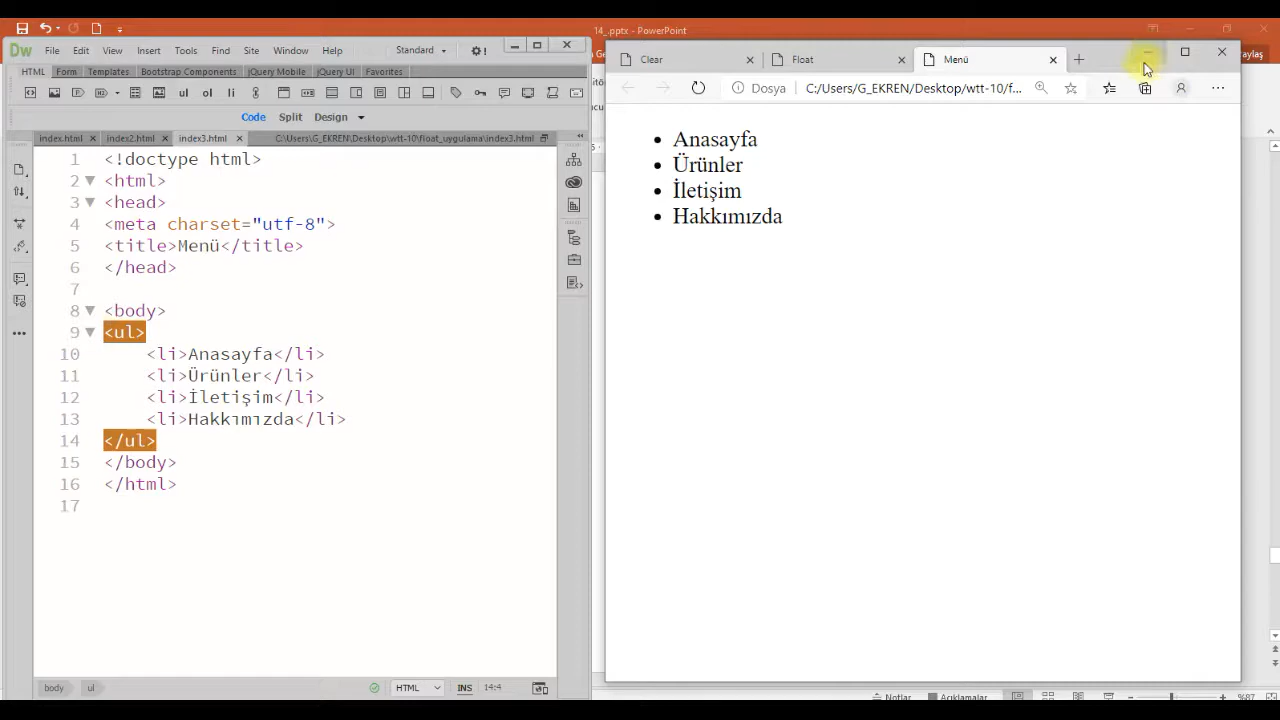 14_.pptx - PowerPoint
Dw File Edit View Insert Tools Find Site Window Help Standard
HTML Form Templates Bootstrap Components jQuery Mobile jQuery UI Favorites
ul ol li
Code Split Design
index.html index2.html index3.html C:\Users\G_EKREN\Desktop\wtt-10\float_uygulama\index3.html
1 <!doctype html>
2 <html>
3 <head>
4 <meta charset="utf-8">
5 <title>Menü</title>
6 </head>
7
8 <body>
9 <ul>
10 <li>Anasayfa</li>
11 <li>Ürünler</li>
12 <li>İletişim</li>
13 <li>Hakkımızda</li>
14 </ul>
15 </body>
16 </html>
17
body ul HTML INS 14:4
Clear Float Menü
Dosya C:/Users/G_EKREN/Desktop/wtt-10/f...
• Anasayfa
• Ürünler
• İletişim
• Hakkımızda
Notlar Açıklamalar %87